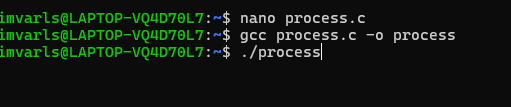 imvarls@LAPTOP-VQ4D70L7:~$ nano process.c
imvarls@LAPTOP-VQ4D70L7:~$ gcc process.c -o process
imvarls@LAPTOP-VQ4D70L7:~$ ./process